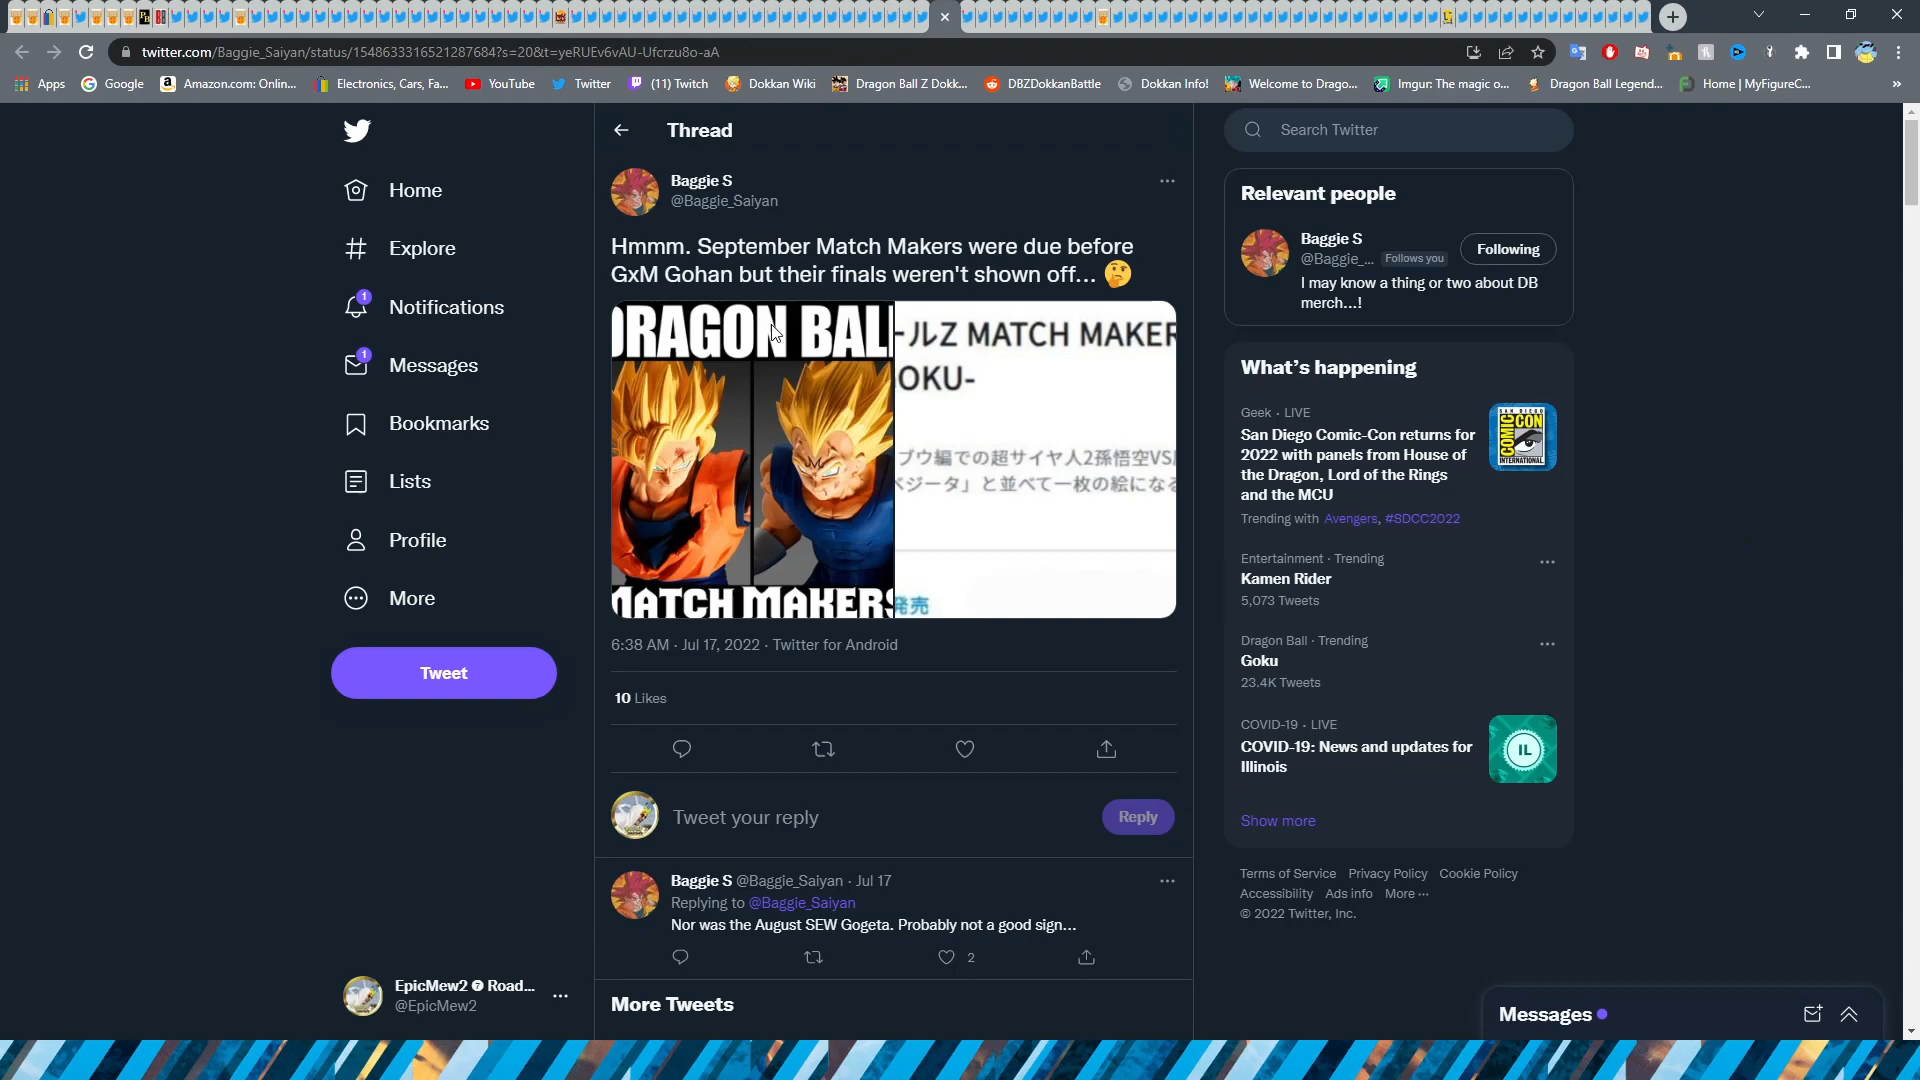 twitter.com/Baggie_Saiyan/status/1548633316521287684?s=20&t=yeRUEv6vAU-Ufcrzu8o-aA
Apps Google Amazon.com: Onlin... Electronics, Cars, Fa... YouTube Twitter (11) Twitch Dokkan Wiki Dragon Ball Z Dokk... DBZDokkanBattle Dokkan Info! Welcome to Drago... Imgur: The magic o... Dragon Ball Legend... Home | MyFigureC... »
Home
Explore
1
Notifications
1
Messages
Bookmarks
Lists
Profile
More
Tweet
EpicMew2 Road...
@EpicMew2
Thread
Baggie S
@Baggie_Saiyan
Hmmm. September Match Makers were due before
GxM Gohan but their finals weren't shown off...
DRAGON BALL
MATCH MAKERS
ールZ MATCH MAKER
OKU-
ブウ編での超サイヤ人2孫悟空VS
ベジータ」と並べて一枚の絵になる
発売
6:38 AM · Jul 17, 2022 · Twitter for Android
10 Likes
Tweet your reply
Reply
Baggie S @Baggie_Saiyan · Jul 17
Replying to @Baggie_Saiyan
Nor was the August SEW Gogeta. Probably not a good sign...
2
More Tweets
Search Twitter
Relevant people
Baggie S
@Baggie_... Follows you
Following
I may know a thing or two about DB
merch...!
What's happening
Geek · LIVE
San Diego Comic-Con returns for
2022 with panels from House of
the Dragon, Lord of the Rings
and the MCU
Trending with Avengers, #SDCC2022
COMIC CON
INTERNATIONAL
Entertainment · Trending
Kamen Rider
5,073 Tweets
Dragon Ball · Trending
Goku
23.4K Tweets
COVID-19 · LIVE
COVID-19: News and updates for
Illinois
IL
Show more
Terms of Service Privacy Policy Cookie Policy
Accessibility Ads info More ···
© 2022 Twitter, Inc.
Messages